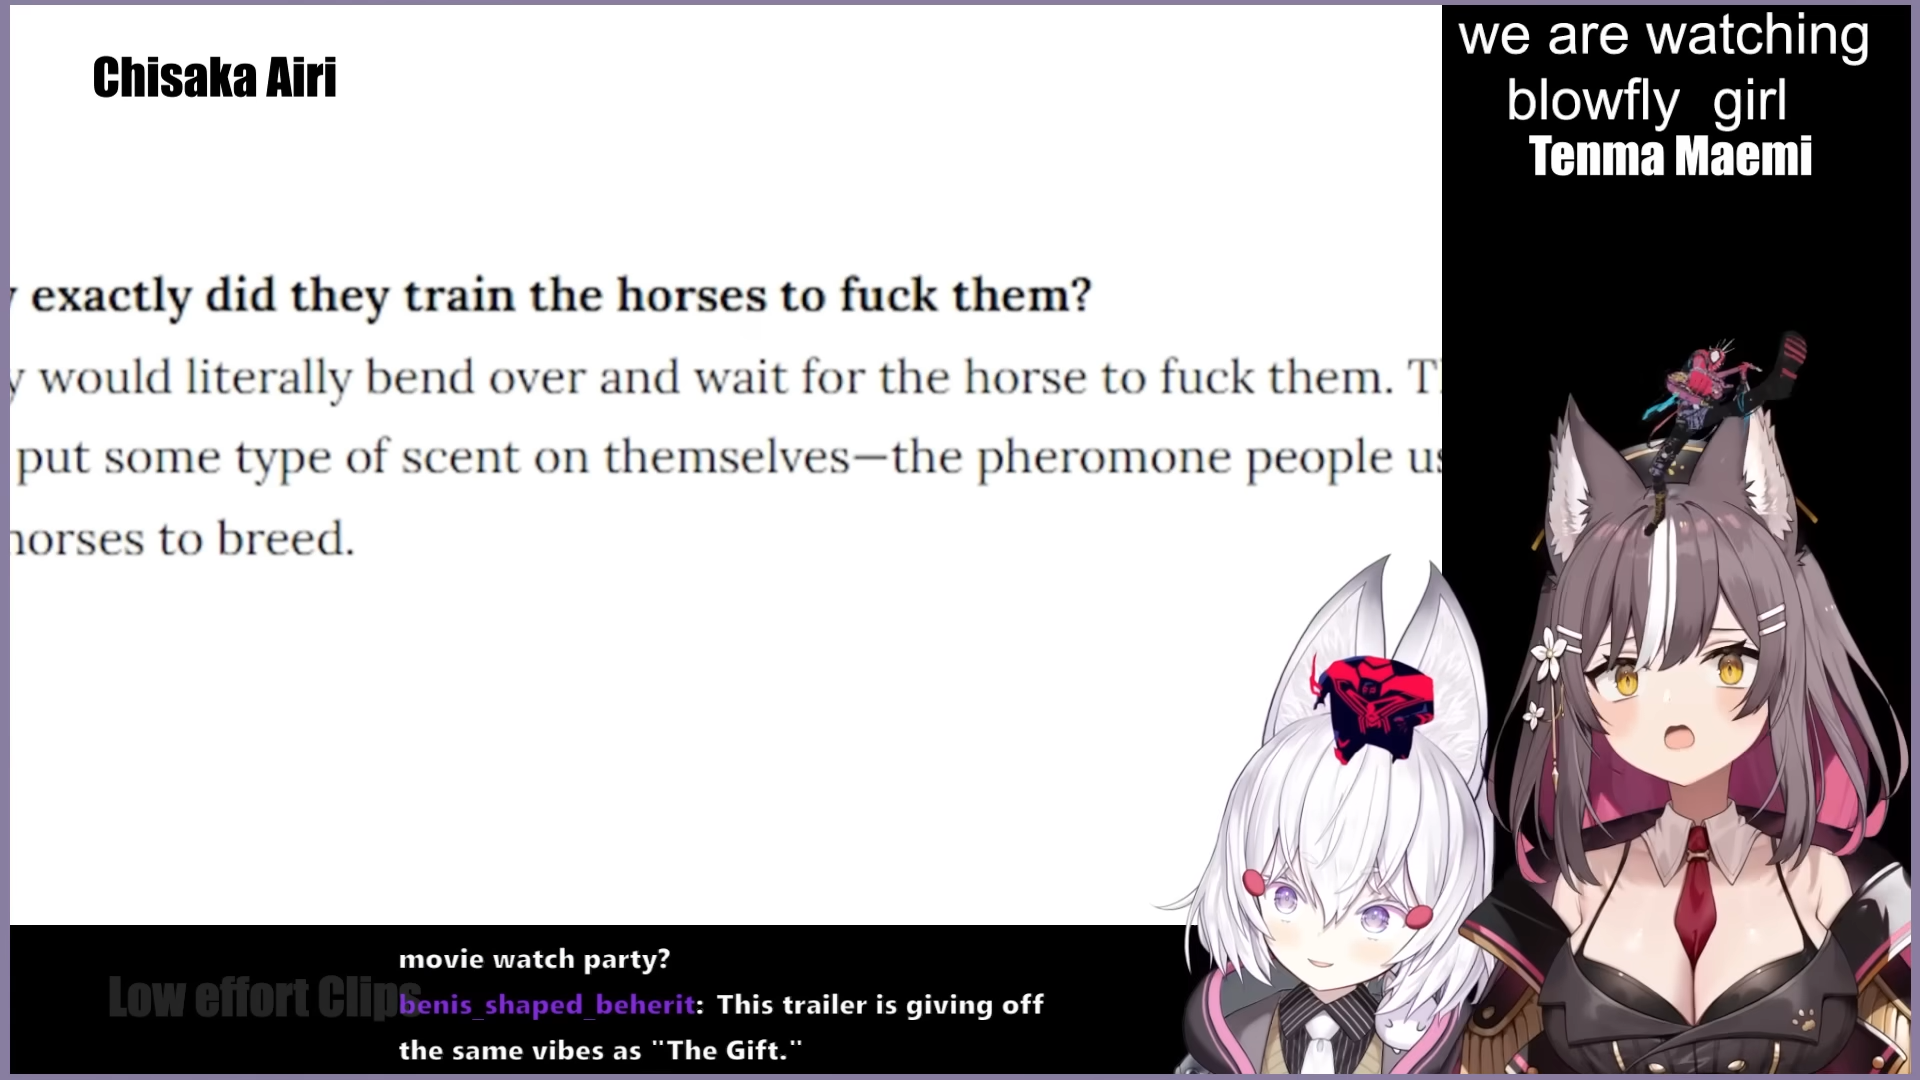 Chisaka Airi
we are watching
blowfly girl
Tenma Maemi
exactly did they train the horses to fuck them?
would literally bend over and wait for the horse to fuck them.
put some type of scent on themselves—the pheromone people
horses to breed.
movie watch party?
Low effort Clips
benis_shaped_beherit: This trailer is giving off
the same vibes as "The Gift."